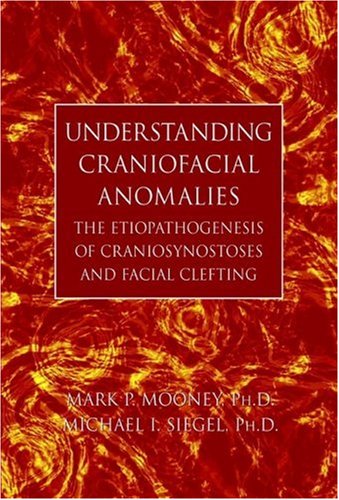 UNDERSTANDING
CRANIOFACIAL
ANOMALIES
THE ETIOPATHOGENESIS
OF CRANIOSYNOSTOSES
AND FACIAL CLEFTING
MARK P. MOONEY, PH.D.
MICHAEL I. SIEGEL, PH.D.